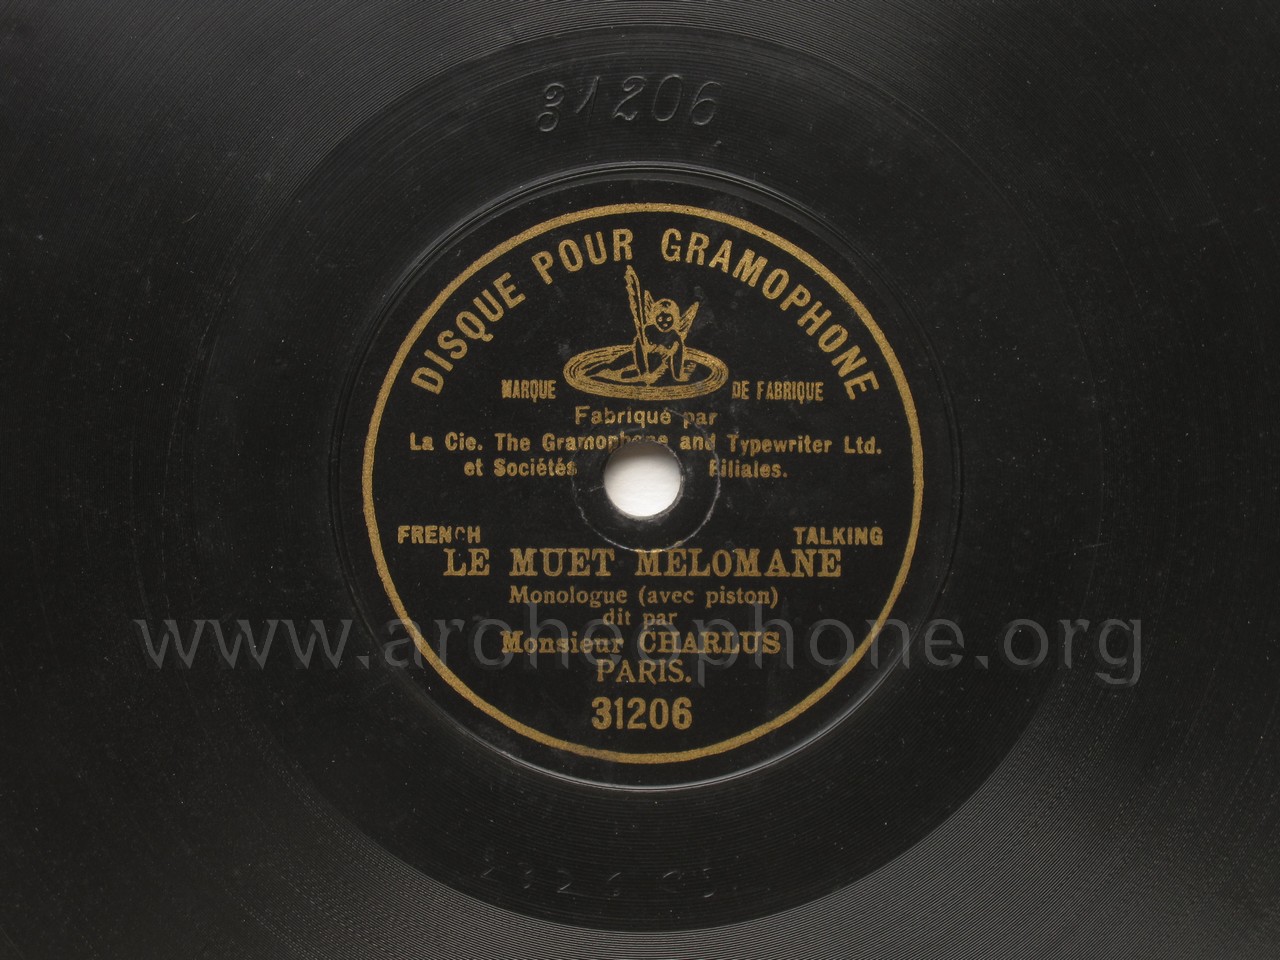 31206
DISQUE POUR GRAMOPHONE
MARQUE DE FABRIQUE
Fabriqué par
La Cie. The Gramophone and Typewriter Ltd.
et Sociétés Filiales.
FRENCH TALKING
LE MUET MELOMANE
Monologue (avec piston)
dit par
Monsieur CHARLUS
www.archeophone.org
PARIS.
31206